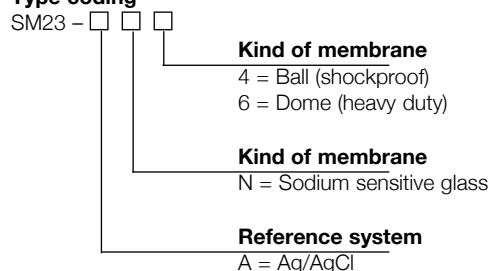 Type coding
SM23 – □ □ □
Kind of membrane
4 = Ball (shockproof)
6 = Dome (heavy duty)
Kind of membrane
N = Sodium sensitive glass
Reference system
A = Ag/AgCl